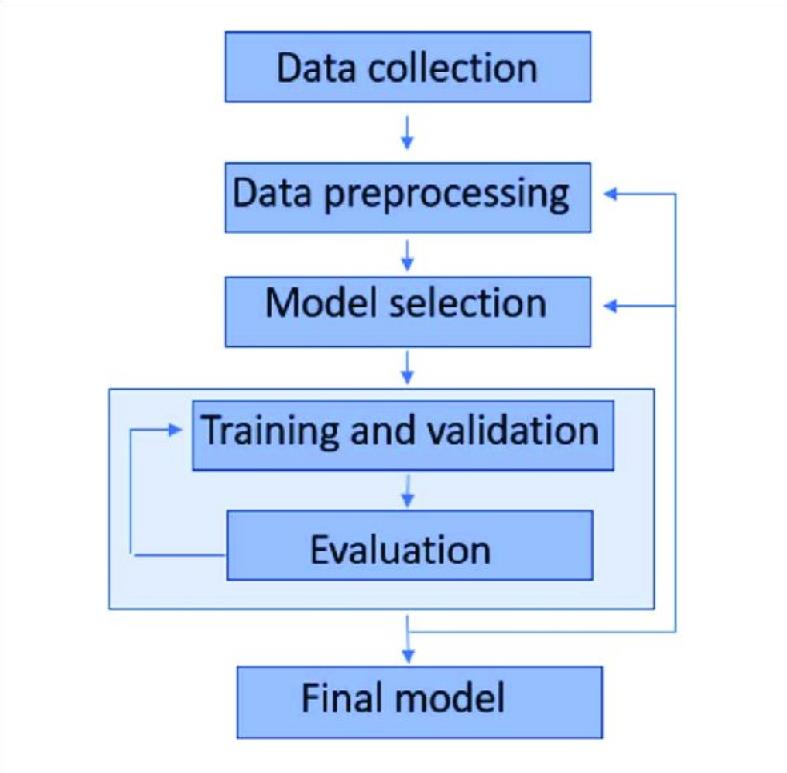 Data collection
Data preprocessing
Model selection
Training and validation
Evaluation
Final model